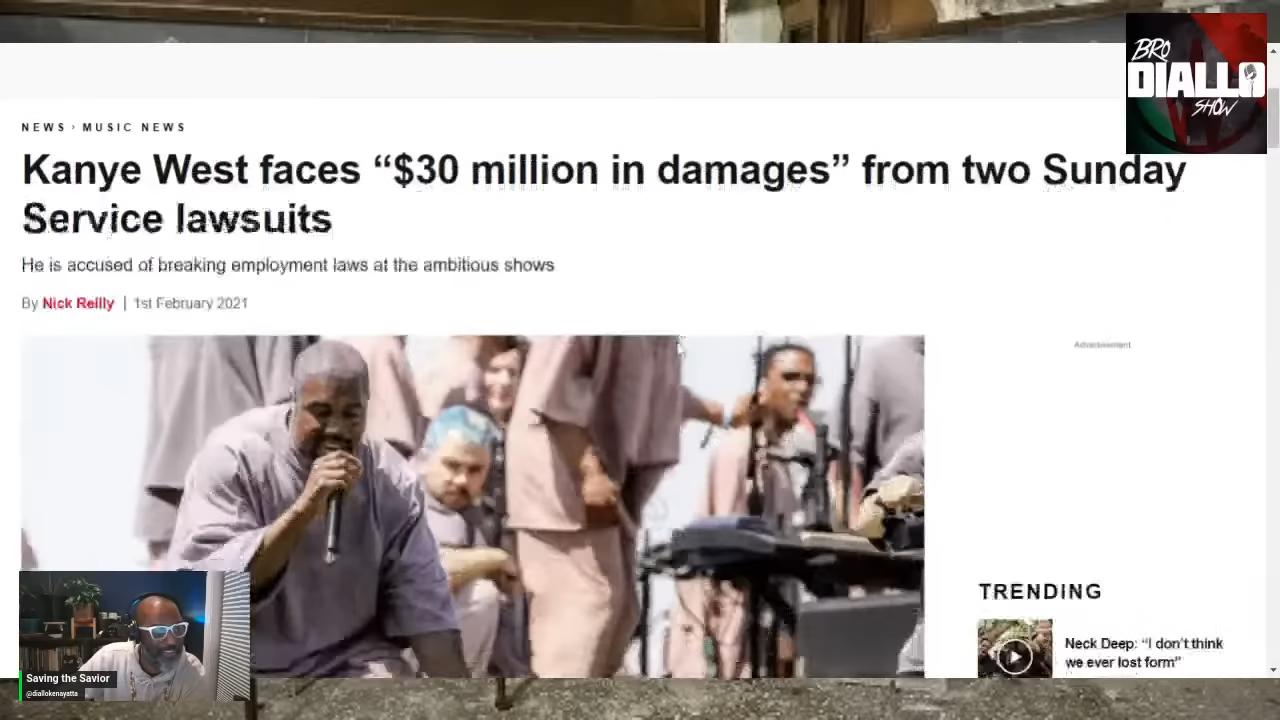 BRO
DIALLO
SHOW
NEWS › MUSIC NEWS
Kanye West faces “$30 million in damages” from two Sunday
Service lawsuits
He is accused of breaking employment laws at the ambitious shows
By Nick Reilly | 1st February 2021
Advertisement
TRENDING
Neck Deep: “I don’t think
we ever lost form”
Saving the Savior
@diallokenyatta